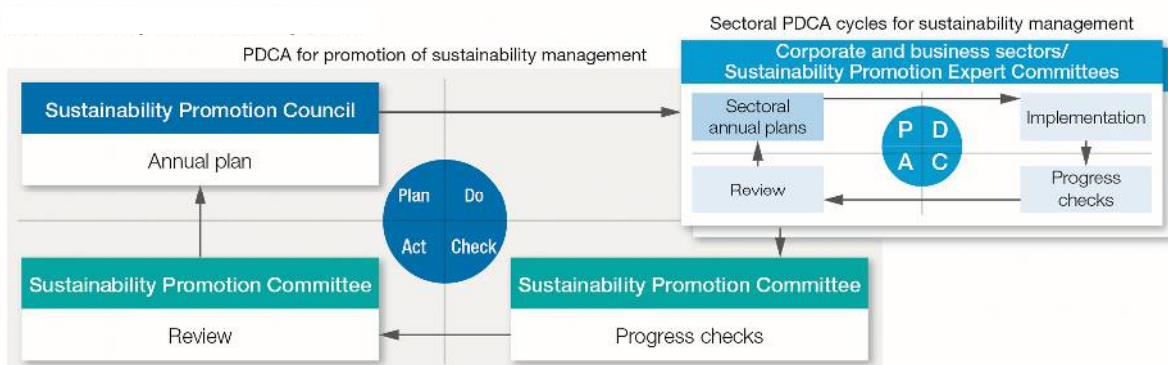 Sectoral PDCA cycles for sustainability management
PDCA for promotion of sustainability management
Corporate and business sectors/
Sustainability Promotion Expert Committees
Sustainability Promotion Council
Annual plan
Sectoral
annual plans
P D
A C
Implementation
Review
Progress
checks
Plan Do
Act Check
Sustainability Promotion Committee
Review
Sustainability Promotion Committee
Progress checks